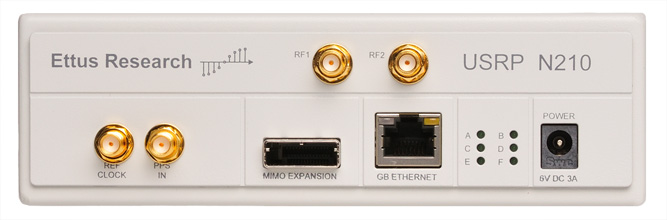 Ettus Research
RF1
RF2
USRP N210
REF
CLOCK
PPS
IN
MIMO EXPANSION
GB ETHERNET
A
B
C
D
E
F
POWER
6V DC 3A